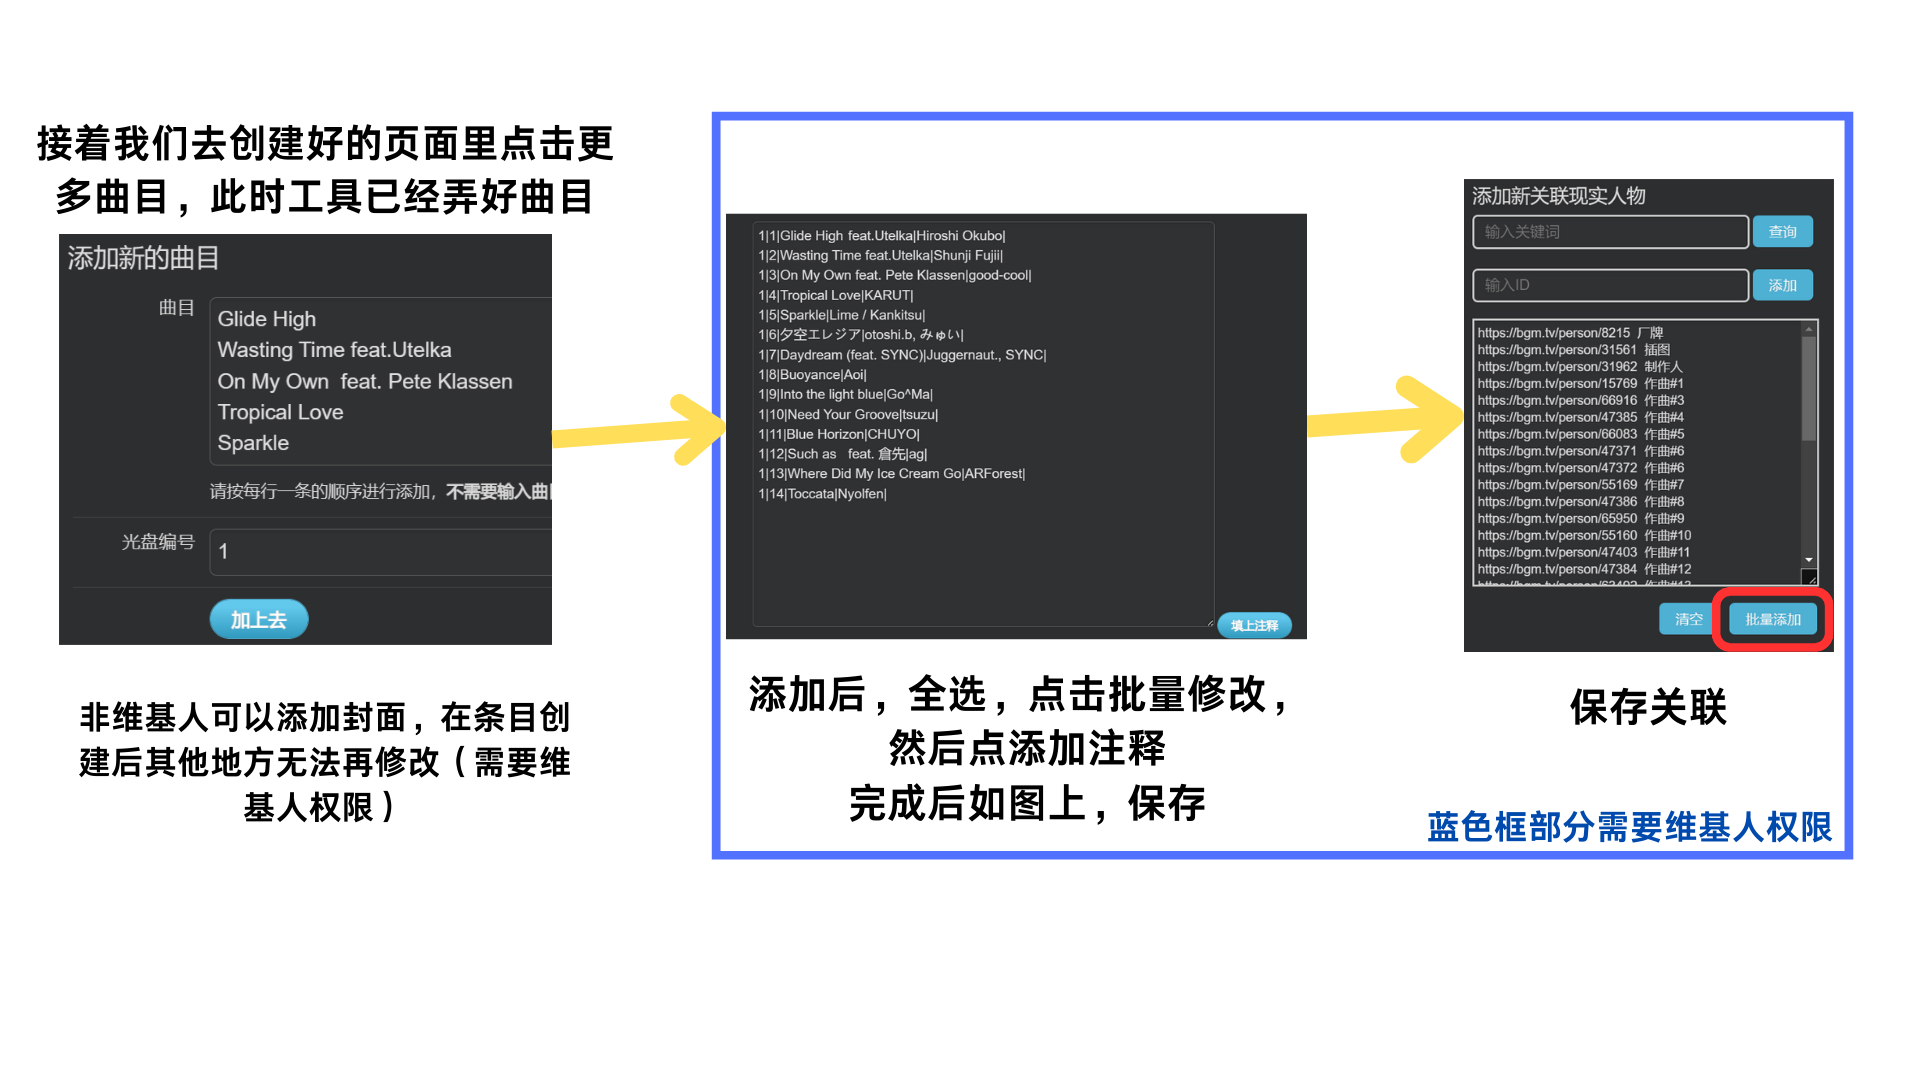 接着我们去创建好的页面里点击更
多曲目，此时工具已经弄好曲目
添加新的曲目
曲目
Glide High
Wasting Time feat.Utelka
On My Own  feat. Pete Klassen
Tropical Love
Sparkle
请按每行一条的顺序进行添加，不需要输入曲
光盘编号
1
加上去
非维基人可以添加封面，在条目创
建后其他地方无法再修改（需要维
基人权限）
1|1|Glide High feat.Utelka|Hiroshi Okubo|
1|2|Wasting Time feat.Utelka|Shunji Fujii|
1|3|On My Own feat. Pete Klassen|good-cool|
1|4|Tropical Love|KARUT|
1|5|Sparkle|Lime / Kankitsu|
1|6|夕空エレジア|otoshi.b, みゅい|
1|7|Daydream (feat. SYNC)|Juggernaut., SYNC|
1|8|Buoyance|Aoi|
1|9|Into the light blue|Go^Ma|
1|10|Need Your Groove|tsuzu|
1|11|Blue Horizon|CHUYO|
1|12|Such as   feat. 倉先|ag|
1|13|Where Did My Ice Cream Go|ARForest|
1|14|Toccata|Nyolfen|
填上注释
添加后，全选，点击批量修改，
然后点添加注释
完成后如图上，保存
添加新关联现实人物
输入关键词
查询
输入ID
添加
https://bgm.tv/person/8215 厂牌
https://bgm.tv/person/31561 插图
https://bgm.tv/person/31962 制作人
https://bgm.tv/person/15769 作曲#1
https://bgm.tv/person/66916 作曲#3
https://bgm.tv/person/47385 作曲#4
https://bgm.tv/person/66083 作曲#5
https://bgm.tv/person/47371 作曲#6
https://bgm.tv/person/47372 作曲#6
https://bgm.tv/person/55169 作曲#7
https://bgm.tv/person/47386 作曲#8
https://bgm.tv/person/65950 作曲#9
https://bgm.tv/person/55160 作曲#10
https://bgm.tv/person/47403 作曲#11
https://bgm.tv/person/47384 作曲#12
清空
批量添加
保存关联
蓝色框部分需要维基人权限